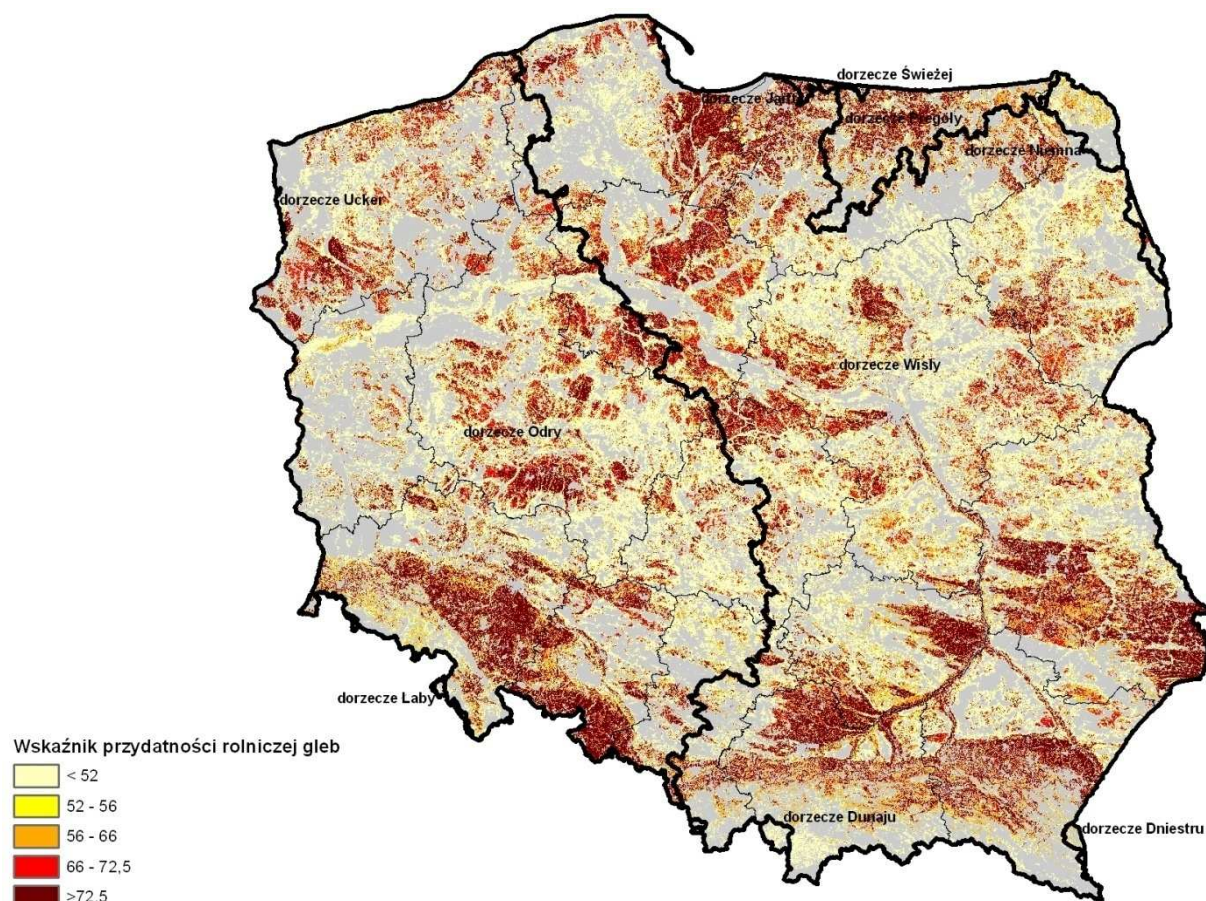 dorzecze Świeżej
dorzecze Jarft
dorzecze Pregoły
dorzecze Niemna
dorzecze Ucker
dorzecze Wisły
dorzecze Odry
dorzecze Łaby
Wskaźnik przydatności rolniczej gleb
< 52
52 - 56
56 - 66
66 - 72,5
>72,5
dorzecze Dunaju
dorzecze Dniestru